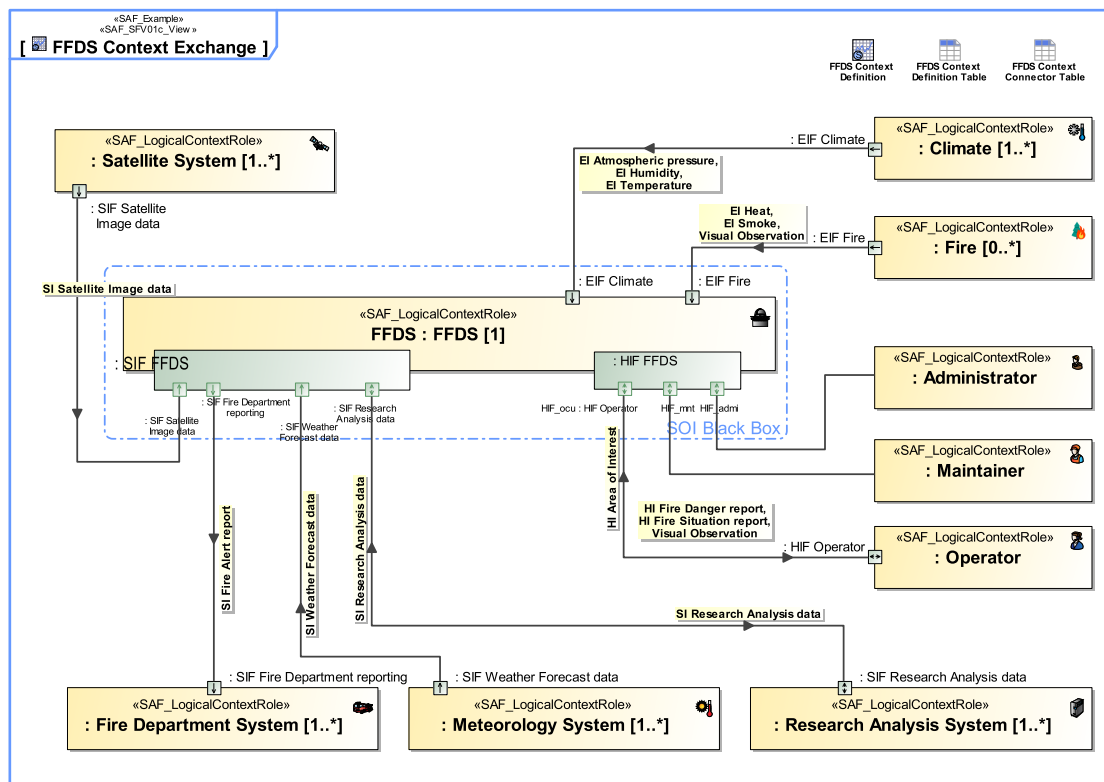 «SAF_Example»
«SAF_SFV01c_View »
[ FFDS Context Exchange ]
FFDS Context
Definition
FFDS Context
Definition Table
FFDS Context
Connector Table
«SAF_LogicalContextRole»
: Satellite System [1..*]
: SIF Satellite
Image data
SI Satellite Image data
«SAF_LogicalContextRole»
: Climate [1..*]
: EIF Climate
EI Atmospheric pressure,
EI Humidity,
EI Temperature
«SAF_LogicalContextRole»
: Fire [0..*]
: EIF Fire
EI Heat,
EI Smoke,
Visual Observation
: EIF Climate
: EIF Fire
«SAF_LogicalContextRole»
FFDS : FFDS [1]
: SIF FFDS
: HIF FFDS
: SIF Satellite
Image data
: SIF Fire Department
reporting
: SIF Weather
Forecast data
: SIF Research
Analysis data
HIF_ocu : HIF Operator
HIF_mnt
HIF_admi
SOI Black Box
«SAF_LogicalContextRole»
: Administrator
«SAF_LogicalContextRole»
: Maintainer
«SAF_LogicalContextRole»
: Operator
: HIF Operator
HI Area of Interest
HI Fire Danger report,
HI Fire Situation report,
Visual Observation
SI Fire Alert report
SI Weather Forecast data
SI Research Analysis data
SI Research Analysis data
: SIF Fire Department reporting
«SAF_LogicalContextRole»
: Fire Department System [1..*]
: SIF Weather Forecast data
«SAF_LogicalContextRole»
: Meteorology System [1..*]
: SIF Research Analysis data
«SAF_LogicalContextRole»
: Research Analysis System [1..*]